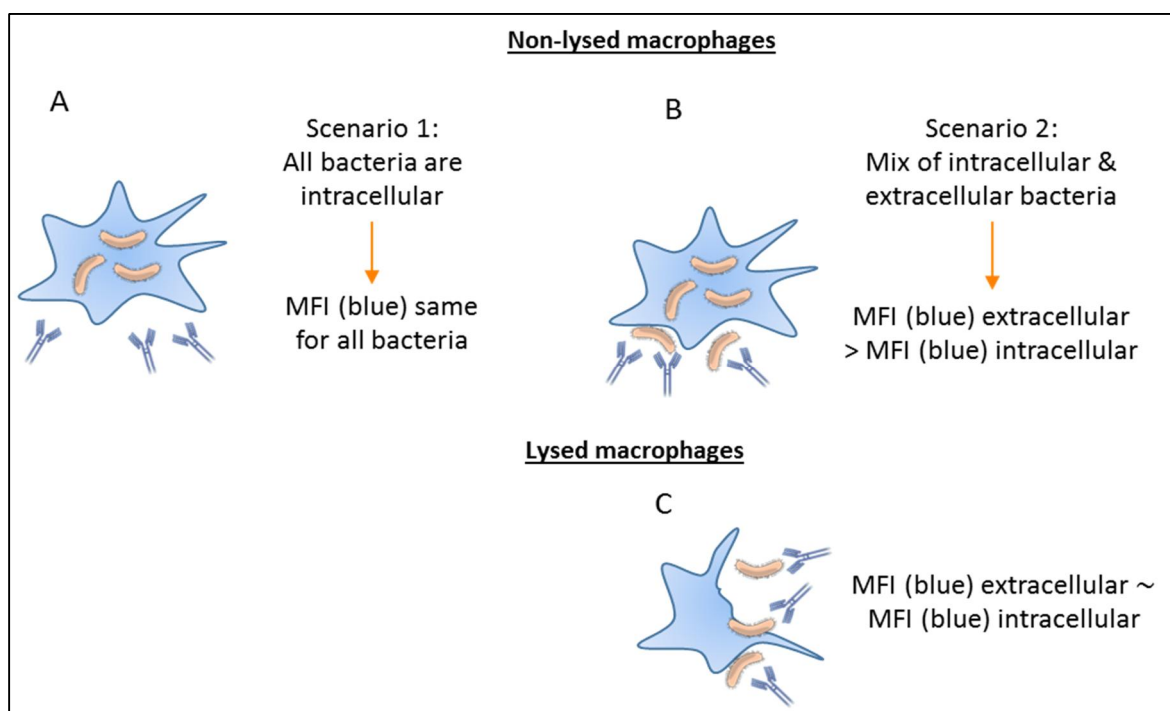 Non-lysed macrophages
A
Scenario 1:
All bacteria are
intracellular
MFI (blue) same
for all bacteria
B
Scenario 2:
Mix of intracellular &
extracellular bacteria
MFI (blue) extracellular
> MFI (blue) intracellular
Lysed macrophages
C
MFI (blue) extracellular ~
MFI (blue) intracellular